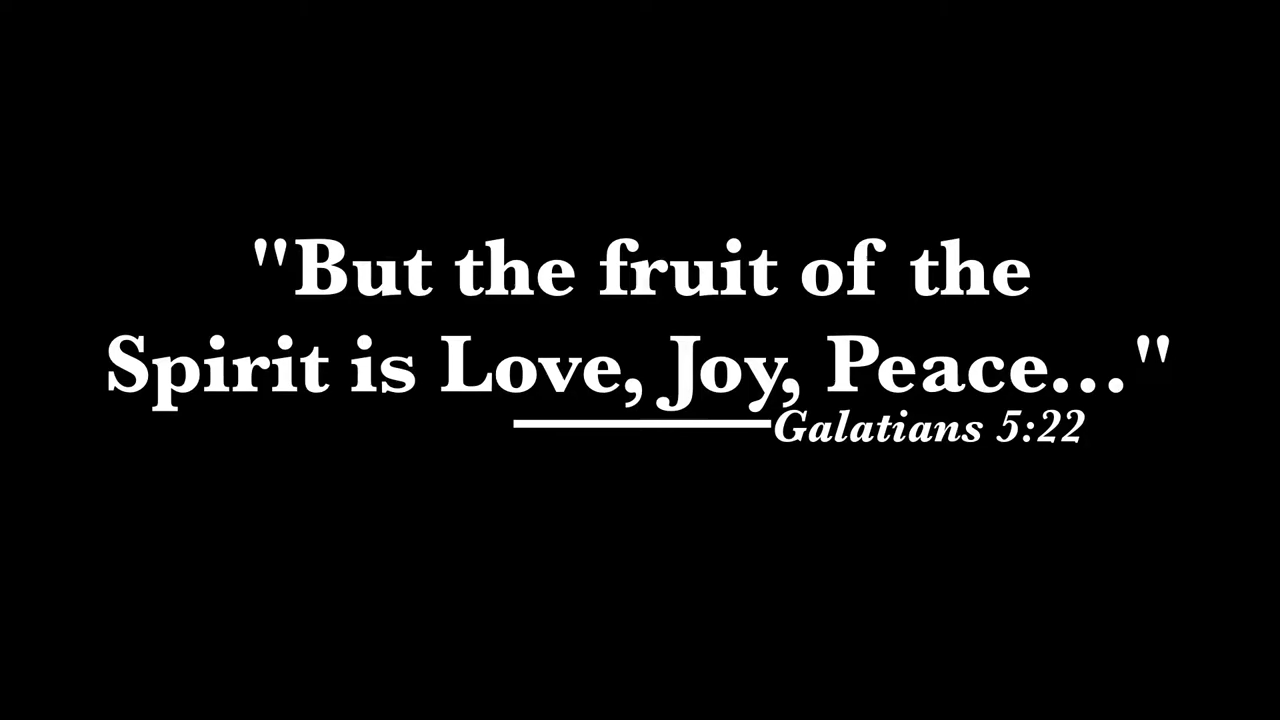 "But the fruit of the
Spirit is Love, Joy, Peace..."
Galatians 5:22